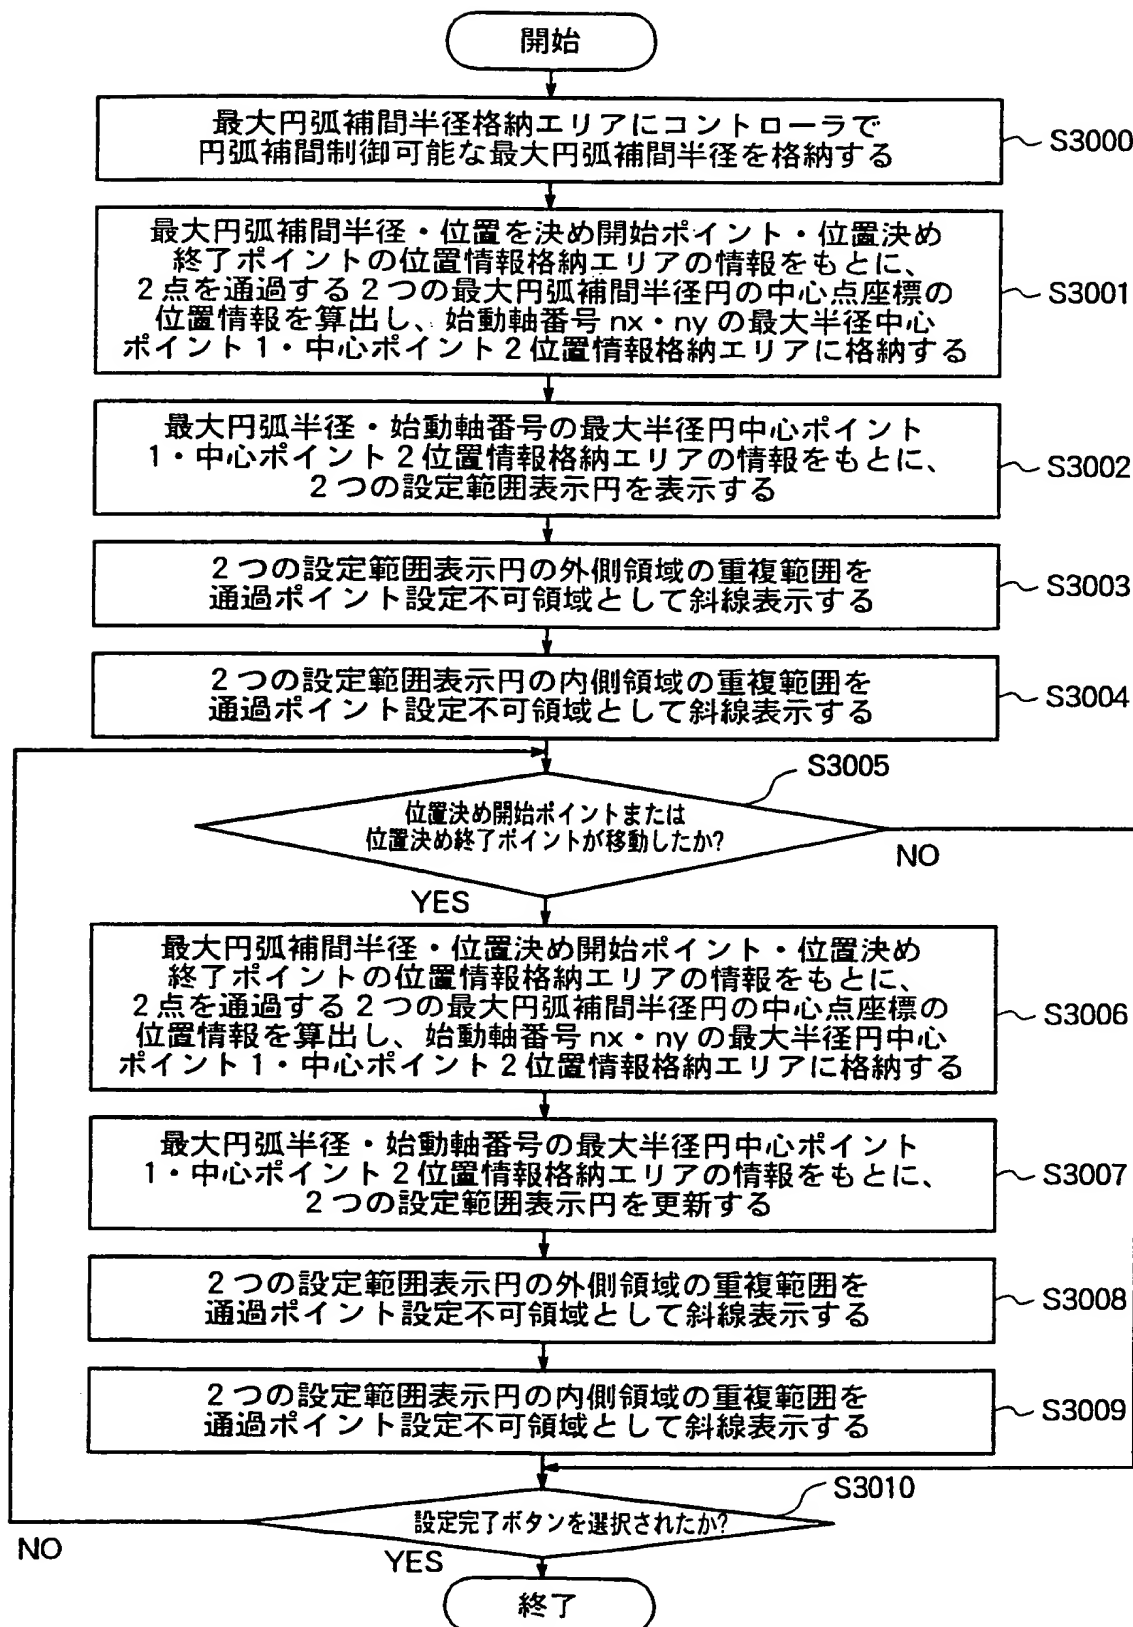 開始
最大円弧補間半径格納エリアにコントローラで
円弧補間制御可能な最大円弧補間半径を格納する
S3000
最大円弧補間半径・位置を決め開始ポイント・位置決め
終了ポイントの位置情報格納エリアの情報をもとに、
2点を通過する2つの最大円弧補間半径円の中心点座標の
位置情報を算出し、始動軸番号nx・nyの最大半径中心
ポイント1・中心ポイント2位置情報格納エリアに格納する
S3001
最大円弧半径・始動軸番号の最大半径円中心ポイント
1・中心ポイント2位置情報格納エリアの情報をもとに、
2つの設定範囲表示円を表示する
S3002
2つの設定範囲表示円の外側領域の重複範囲を
通過ポイント設定不可領域として斜線表示する
S3003
2つの設定範囲表示円の内側領域の重複範囲を
通過ポイント設定不可領域として斜線表示する
S3004
S3005
位置決め開始ポイントまたは
位置決め終了ポイントが移動したか?
NO
YES
最大円弧補間半径・位置決め開始ポイント・位置決め
終了ポイントの位置情報格納エリアの情報をもとに、
2点を通過する2つの最大円弧補間半径円の中心点座標の
位置情報を算出し、始動軸番号nx・nyの最大半径円中心
ポイント1・中心ポイント2位置情報格納エリアに格納する
S3006
最大円弧半径・始動軸番号の最大半径円中心ポイント
1・中心ポイント2位置情報格納エリアの情報をもとに、
2つの設定範囲表示円を更新する
S3007
2つの設定範囲表示円の外側領域の重複範囲を
通過ポイント設定不可領域として斜線表示する
S3008
2つの設定範囲表示円の内側領域の重複範囲を
通過ポイント設定不可領域として斜線表示する
S3009
S3010
設定完了ボタンを選択されたか?
NO
YES
終了